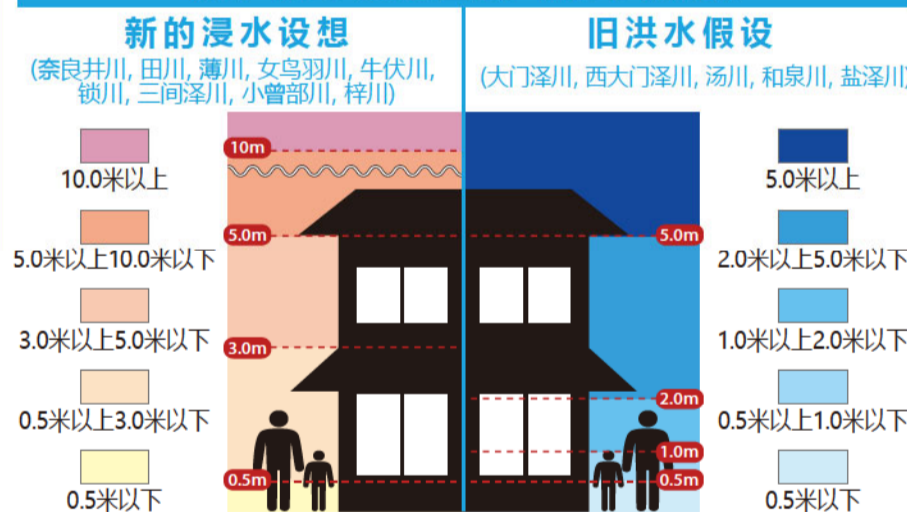 新的浸水设想
(奈良井川, 田川, 薄川, 女鸟羽川, 牛伏川,
锁川, 三间泽川, 小曾部川, 梓川)
10.0米以上
5.0米以上10.0米以下
3.0米以上5.0米以下
0.5米以上3.0米以下
0.5米以下
10m
5.0m
3.0m
0.5m
旧洪水假设
(大门泽川, 西大门泽川, 汤川, 和泉川, 盐泽川)
5.0m
2.0m
1.0m
0.5m
5.0米以上
2.0米以上5.0米以下
1.0米以上2.0米以下
0.5米以上1.0米以下
0.5米以下